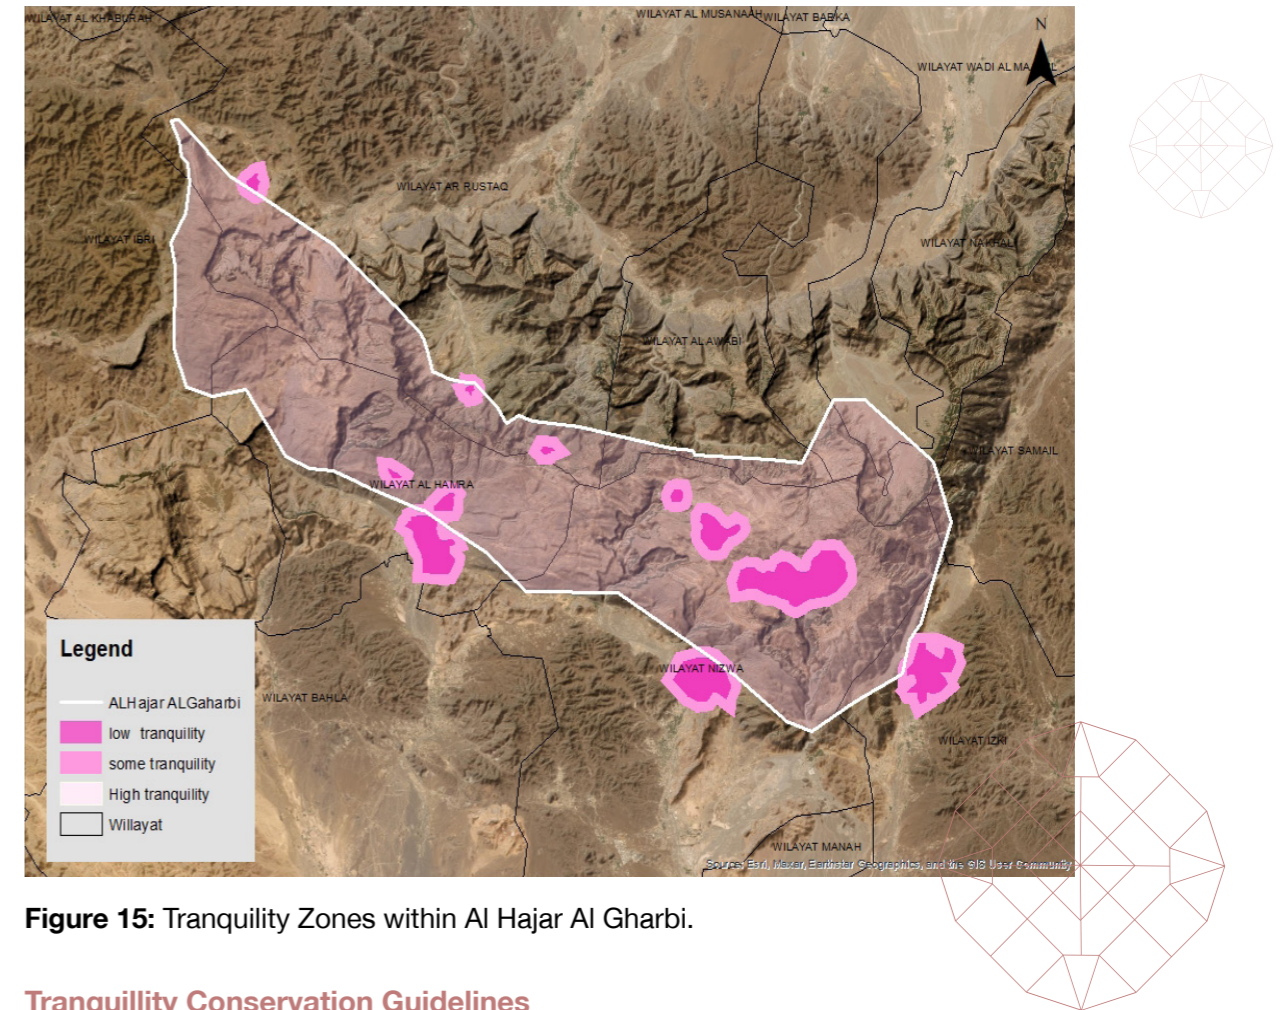 WILAYAT AL KHABURAH
WILAYAT AL MUSANAAH
WILAYAT BARKA
N
WILAYAT WADI AL MA
WILAYAT AR RUSTAQ
WILAYAT IBRI
WILAYAT NAKHAL
WILAYAT AL AWABI
WILAYAT SAMAIL
WILAYAT AL HAMRA
WILAYAT NIZWA
WILAYAT BAHLA
WILAYAT IZKI
WILAYAT MANAH
Legend
ALHajar ALGaharbi
low tranquility
some tranquility
High tranquility
Willayat
Source: Esri, Maxar, Earthstar Geographics, and the GIS User Community
Figure 15: Tranquility Zones within Al Hajar Al Gharbi.
Tranquillity Conservation Guidelines